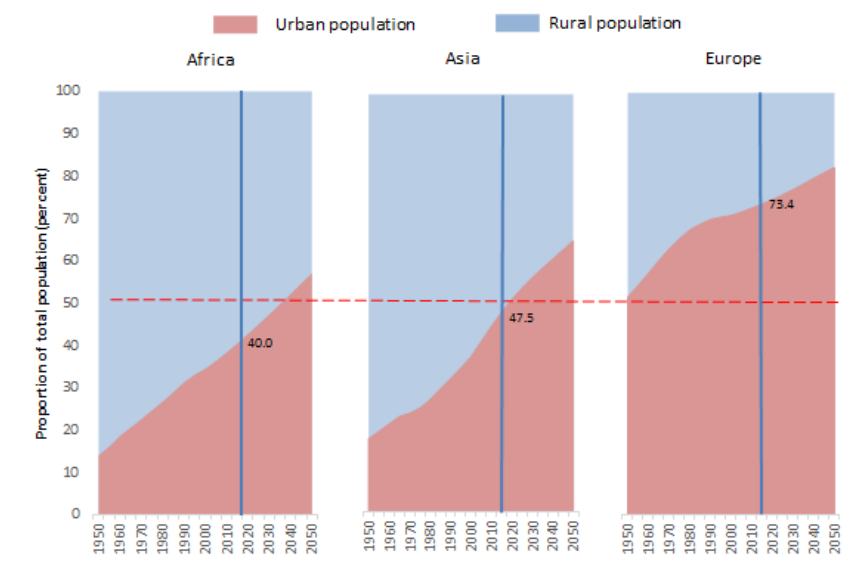 Urban population
Rural population
Africa
Asia
Europe
Proportion of total population (per cent)
100
90
80
70
60
50
40
30
20
10
0
40.0
47.5
73.4
1950 1960 1970 1980 1990 2000 2010 2020 2030 2040 2050
1950 1960 1970 1980 1990 2000 2010 2020 2030 2040 2050
1950 1960 1970 1980 1990 2000 2010 2020 2030 2040 2050